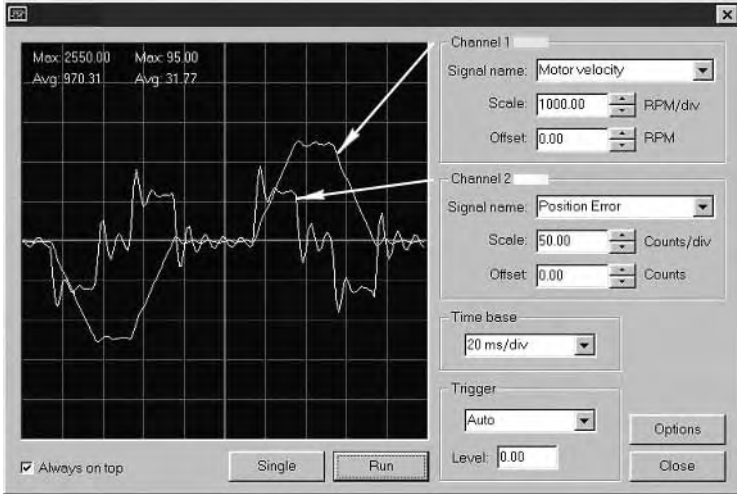 Max: 2550.00 Max: 95.00
Avg: 970.31 Avg: 31.77
Channel 1
Signal name: Motor velocity
Scale: 1000.00 RPM/div
Offset: 0.00 RPM
Channel 2
Signal name: Position Error
Scale: 50.00 Counts/div
Offset: 0.00 Counts
Time base
20 ms/div
Trigger
Auto
Level: 0.00
Options
Always on top
Single
Run
Close